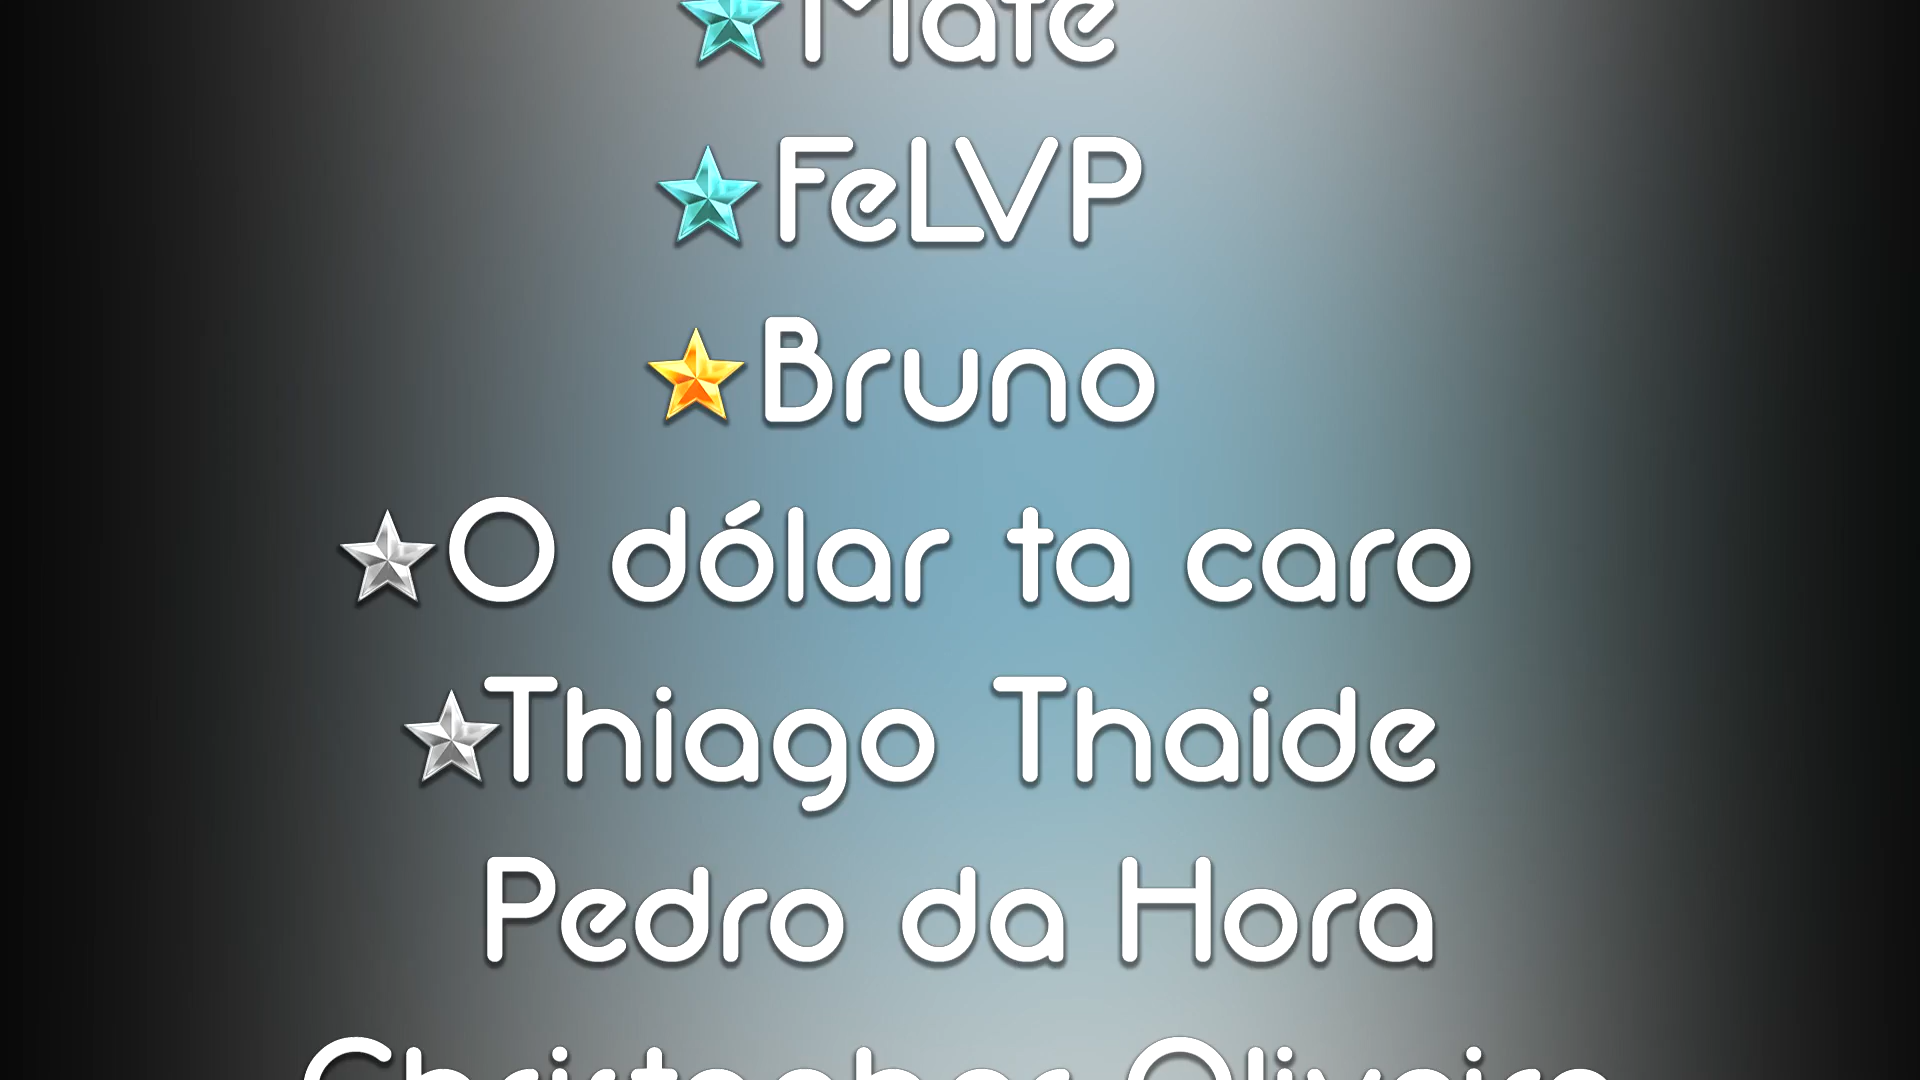 FeLVP
Bruno
O dólar ta caro
Thiago Thaide
Pedro da Hora